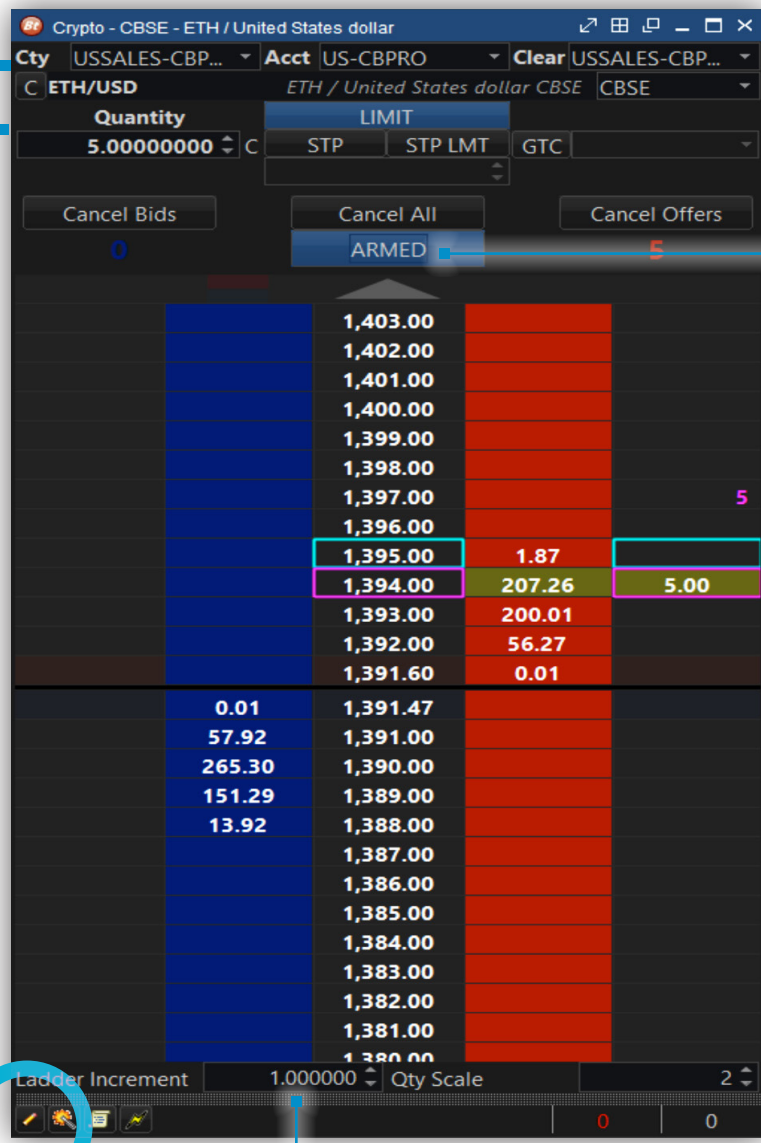 Bt Crypto - CBSE - ETH / United States dollar
Cty USSALES-CBP... Acct US-CBPRO Clear USSALES-CBP...
C ETH/USD ETH / United States dollar CBSE CBSE
Quantity LIMIT
5.00000000 C STP STP LMT GTC
Cancel Bids Cancel All Cancel Offers
0 ARMED 5
1,403.00
1,402.00
1,401.00
1,400.00
1,399.00
1,398.00
1,397.00 5
1,396.00
1,395.00 1.87
1,394.00 207.26 5.00
1,393.00 200.01
1,392.00 56.27
1,391.60 0.01
0.01 1,391.47
57.92 1,391.00
265.30 1,390.00
151.29 1,389.00
13.92 1,388.00
1,387.00
1,386.00
1,385.00
1,384.00
1,383.00
1,382.00
1,381.00
1,380.00
Ladder Increment 1.000000 Qty Scale 2
0 0